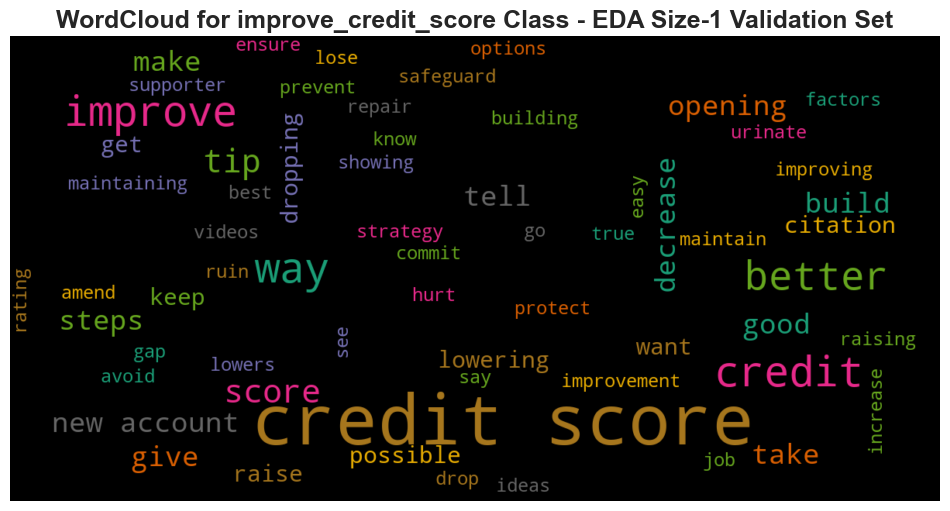 WordCloud for improve_credit_score Class - EDA Size-1 Validation Set
ensure
options
lose
make
safeguard
supporter
prevent
factors
repair
opening
improve
building
urinate
know
get
tip
dropping
showing
improving
maintaining
best
tell
easy
decrease
build
citation
videos
strategy
go
true
maintain
commit
way
ruin
better
amend
keep
hurt
rating
protect
steps
good
see
want
raising
gap
lowers
lowering
avoid
say
improvement
credit
score
increase
new account
credit score
give
possible
job
take
raise
drop
ideas